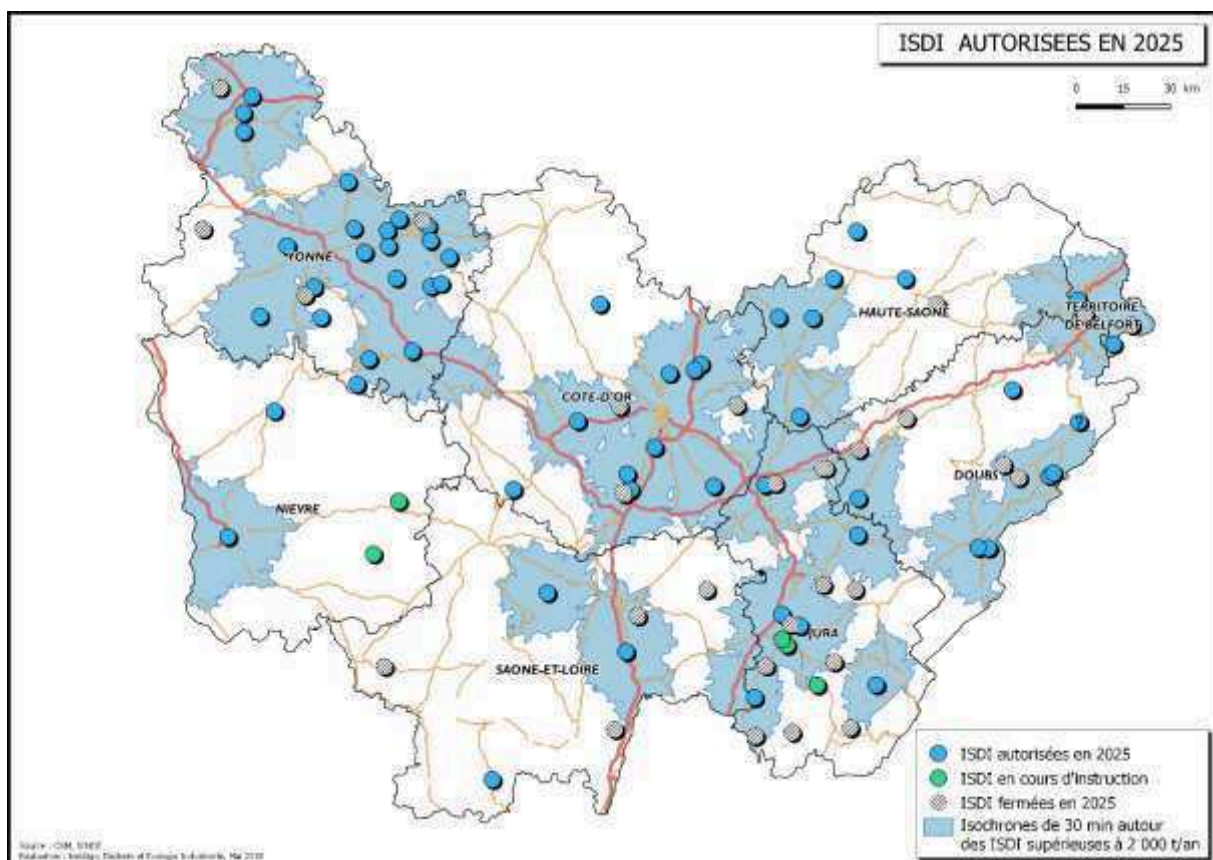 ISDI AUTORISEES EN 2025
0 15 30 km
YONNE
HAUTE-SAONE
TERRITOIRE
DE BELFORT
COTE-D'OR
DOUBS
NIEVRE
JURA
SAONE-ET-LOIRE
ISDI autorisées en 2025
ISDI en cours d'instruction
ISDI fermées en 2025
Isochrones de 30 min autour
des ISDI supérieures à 2 000 t/an